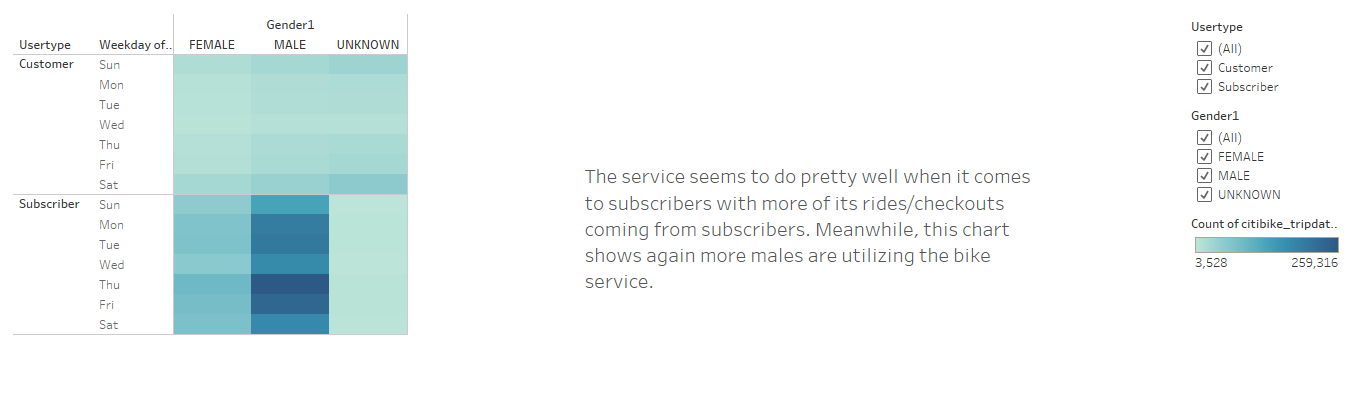 Gender1
Usertype Weekday of.. FEMALE MALE UNKNOWN
Customer Sun
Mon
Tue
Wed
Thu
Fri
Sat
Subscriber Sun
Mon
Tue
Wed
Thu
Fri
Sat
The service seems to do pretty well when it comes
to subscribers with more of its rides/checkouts
coming from subscribers. Meanwhile, this chart
shows again more males are utilizing the bike
service.
Usertype
(All)
Customer
Subscriber
Gender1
(All)
FEMALE
MALE
UNKNOWN
Count of citibike_tripdat..
3,528 259,316